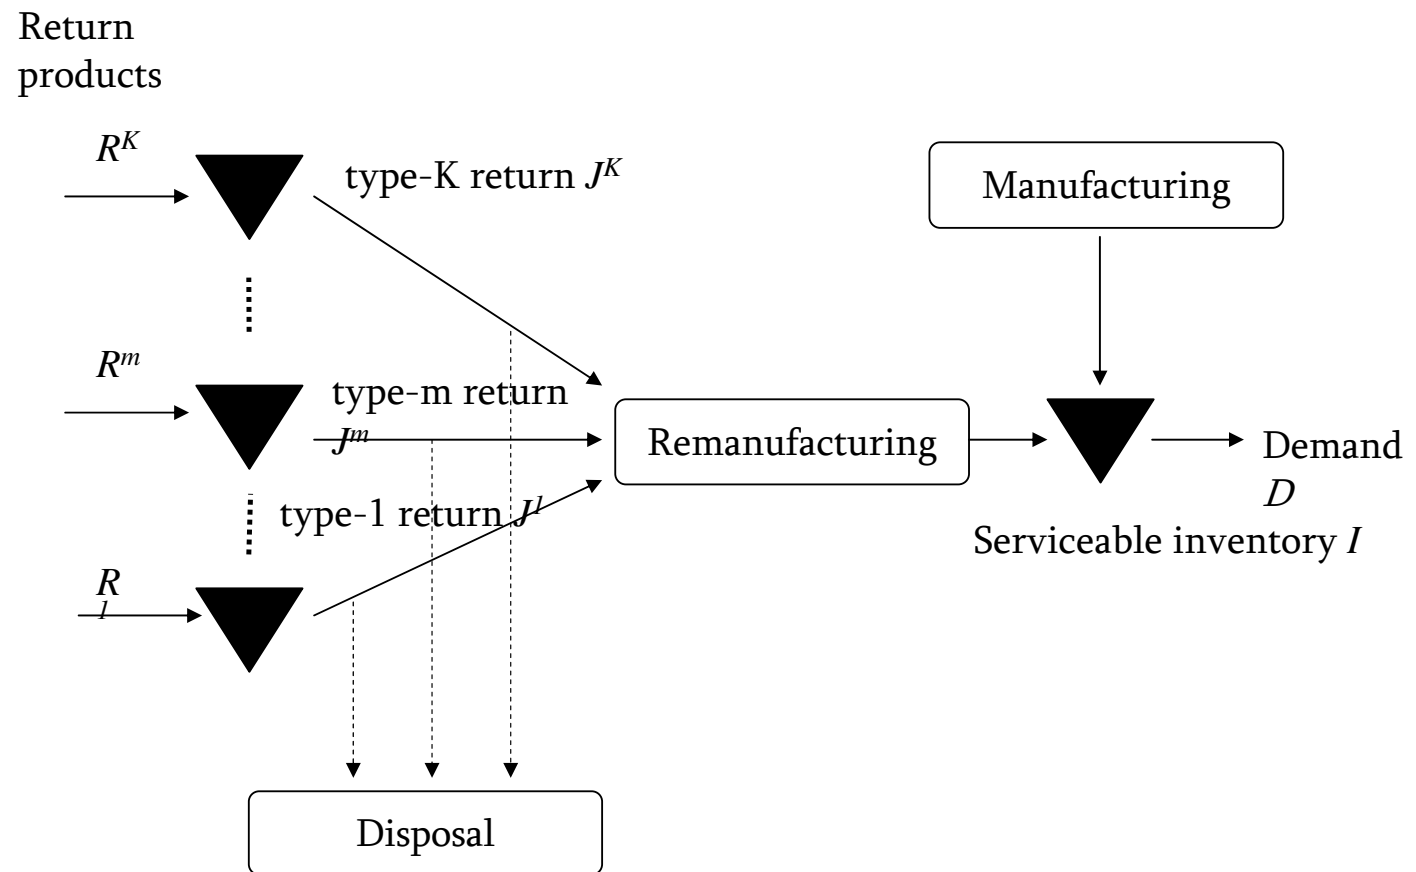 Return
products
R^K
type-K return J^K
Manufacturing
R^m
type-m return
J^m
Remanufacturing
Demand
D
type-1 return J^1
Serviceable inventory I
R
1
Disposal